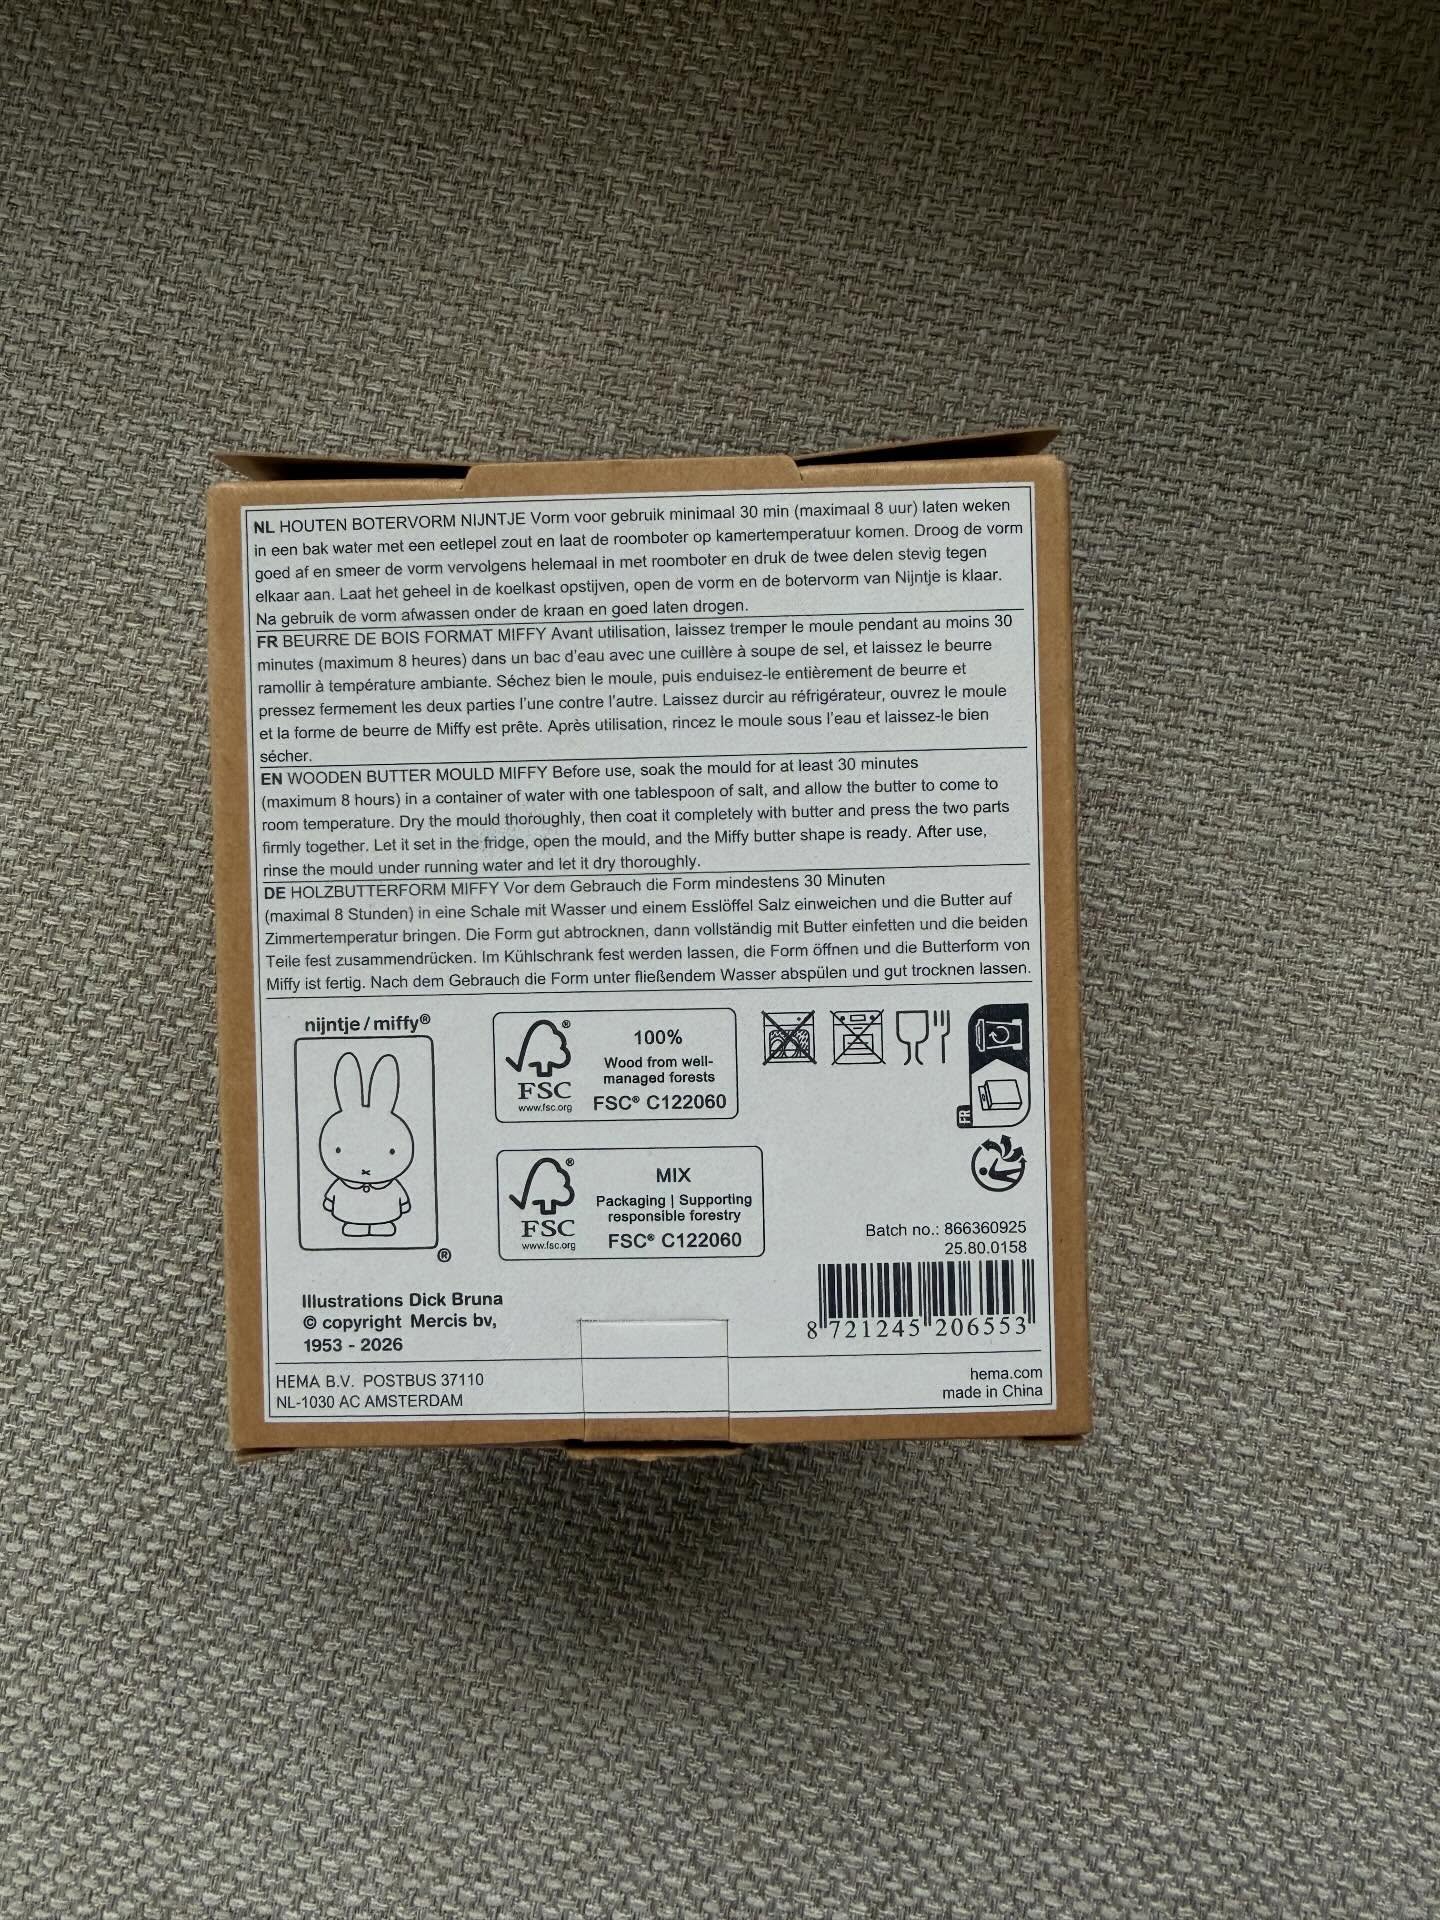 NL HOUTEN BOTERVORM NIJNTJE Vorm voor gebruik minimaal 30 min (maximaal 8 uur) laten weken
in een bak water met een eetlepel zout en laat de roomboter op kamertemperatuur komen. Droog de vorm
goed af en smeer de vorm vervolgens helemaal in met roomboter en druk de twee delen stevig tegen
elkaar aan. Laat het geheel in de koelkast opstijven, open de vorm en de botervorm van Nijntje is klaar.
Na gebruik de vorm afwassen onder de kraan en goed laten drogen.
FR BEURRE DE BOIS FORMAT MIFFY Avant utilisation, laissez tremper le moule pendant au moins 30
minutes (maximum 8 heures) dans un bac d'eau avec une cuillère à soupe de sel, et laissez le beurre
ramollir à température ambiante. Séchez bien le moule, puis enduisez-le entièrement de beurre et
pressez fermement les deux parties l'une contre l'autre. Laissez durcir au réfrigérateur, ouvrez le moule
et la forme de beurre de Miffy est prête. Après utilisation, rincez le moule sous l'eau et laissez-le bien
sécher.
EN WOODEN BUTTER MOULD MIFFY Before use, soak the mould for at least 30 minutes
(maximum 8 hours) in a container of water with one tablespoon of salt, and allow the butter to come to
room temperature. Dry the mould thoroughly, then coat it completely with butter and press the two parts
firmly together. Let it set in the fridge, open the mould, and the Miffy butter shape is ready. After use,
rinse the mould under running water and let it dry thoroughly.
DE HOLZBUTTERFORM MIFFY Vor dem Gebrauch die Form mindestens 30 Minuten
(maximal 8 Stunden) in eine Schale mit Wasser und einem Esslöffel Salz einweichen und die Butter auf
Zimmertemperatur bringen. Die Form gut abtrocknen, dann vollständig mit Butter einfetten und die beiden
Teile fest zusammendrücken. Im Kühlschrank fest werden lassen, die Form öffnen und die Butterform von
Miffy ist fertig. Nach dem Gebrauch die Form unter fließendem Wasser abspülen und gut trocknen lassen.
nijntje / miffy®
®
FSC®
www.fsc.org
100%
Wood from well-
managed forests
FSC® C122060
FSC®
www.fsc.org
MIX
Packaging | Supporting
responsible forestry
FSC® C122060
FR
Illustrations Dick Bruna
© copyright Mercis bv,
1953 - 2026
Batch no.: 866360925
25.80.0158
8 721245 206553
HEMA B.V. POSTBUS 37110
NL-1030 AC AMSTERDAM
hema.com
made in China